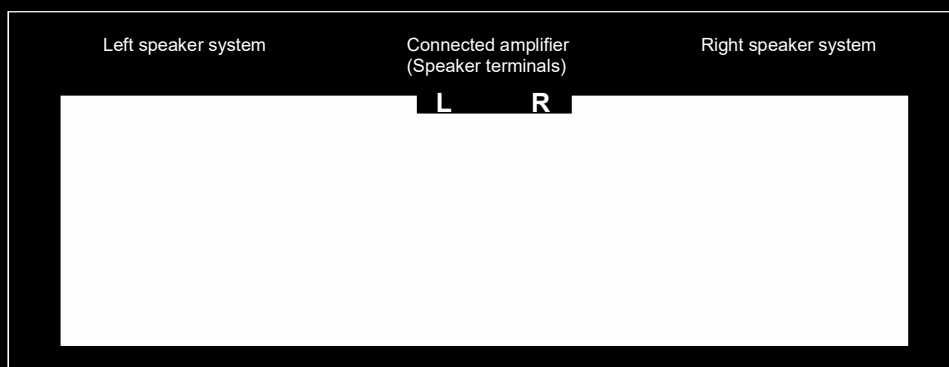 Left speaker system
Connected amplifier
(Speaker terminals)
Right speaker system
L R